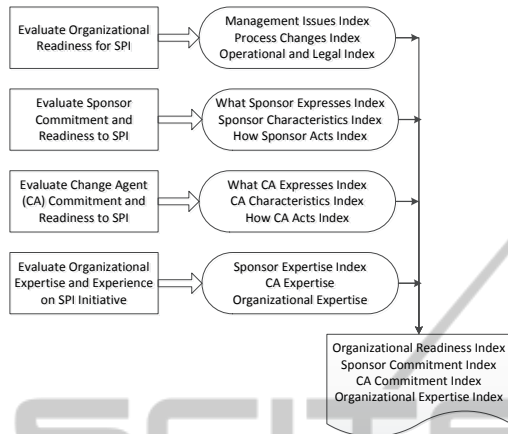 Evaluate Organizational
Readiness for SPI
Management Issues Index
Process Changes Index
Operational and Legal Index
Evaluate Sponsor
Commitment and
Readiness to SPI
What Sponsor Expresses Index
Sponsor Characteristics Index
How Sponsor Acts Index
Evaluate Change Agent
(CA) Commitment and
Readiness to SPI
What CA Expresses Index
CA Characteristics Index
How CA Acts Index
Evaluate Organizational
Expertise and Experience
on SPI Initiative
Sponsor Expertise Index
CA Expertise
Organizational Expertise
Organizational Readiness Index
Sponsor Commitment Index
CA Commitment Index
Organizational Expertise Index